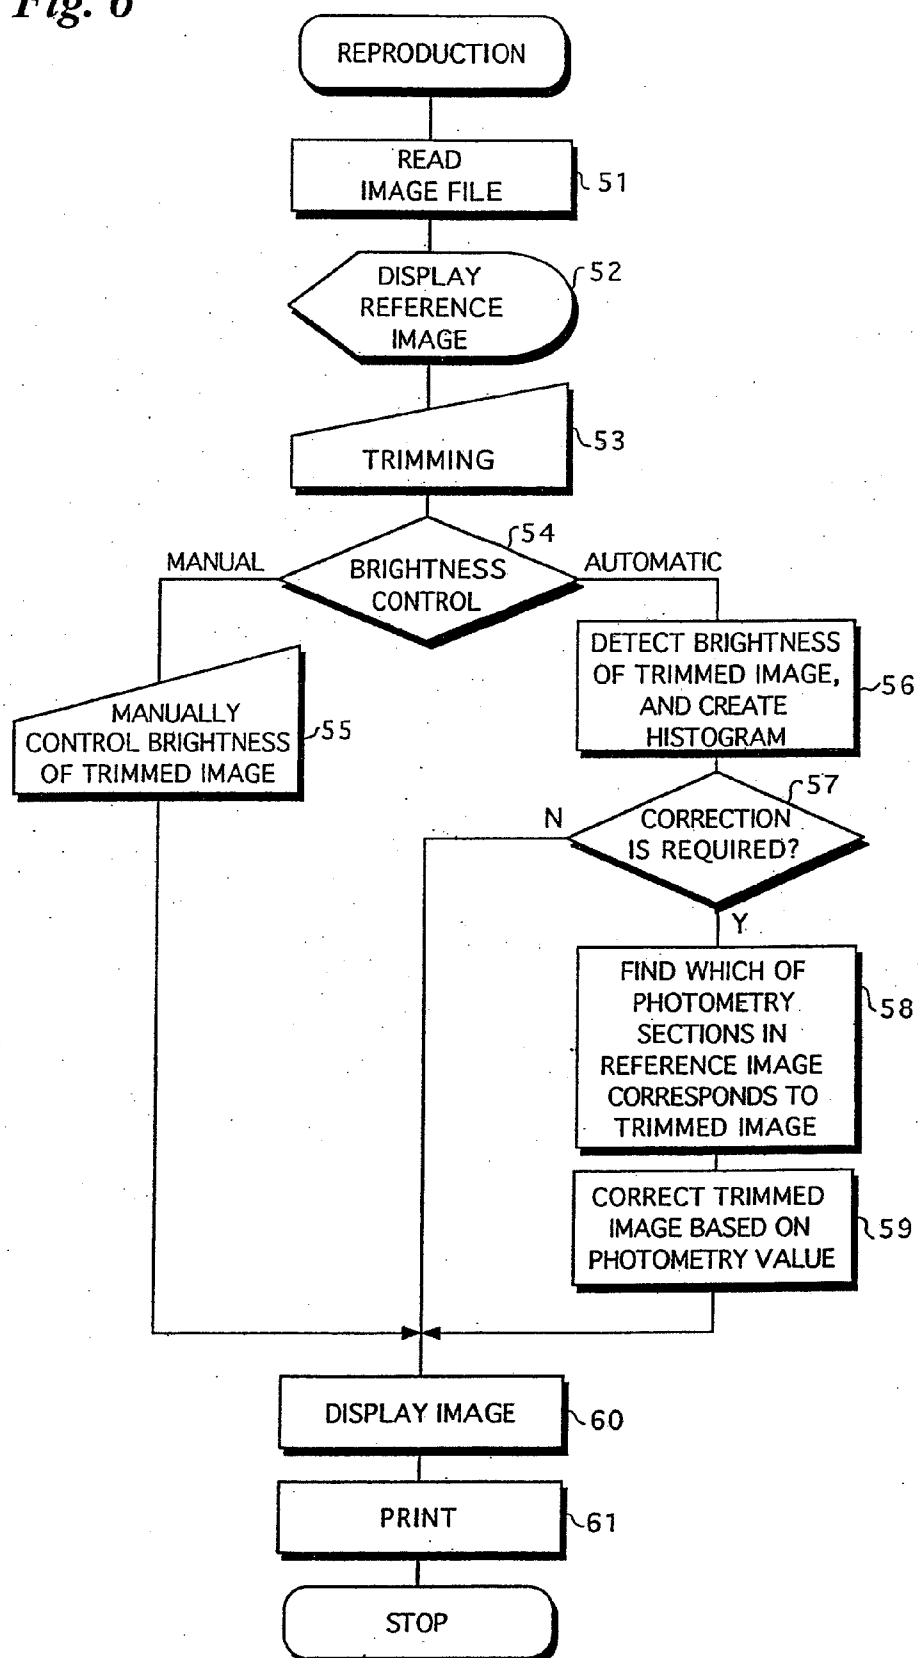 Fig. 6
REPRODUCTION
READ
IMAGE FILE
51
DISPLAY
REFERENCE
IMAGE
52
TRIMMING
53
BRIGHTNESS
CONTROL
54
MANUAL
AUTOMATIC
MANUALLY
CONTROL BRIGHTNESS
OF TRIMMED IMAGE
55
DETECT BRIGHTNESS
OF TRIMMED IMAGE,
AND CREATE
HISTOGRAM
56
CORRECTION
IS REQUIRED?
57
N
Y
FIND WHICH OF
PHOTOMETRY
SECTIONS IN
REFERENCE IMAGE
CORRESPONDS TO
TRIMMED IMAGE
58
CORRECT TRIMMED
IMAGE BASED ON
PHOTOMETRY VALUE
59
DISPLAY IMAGE
60
PRINT
61
STOP